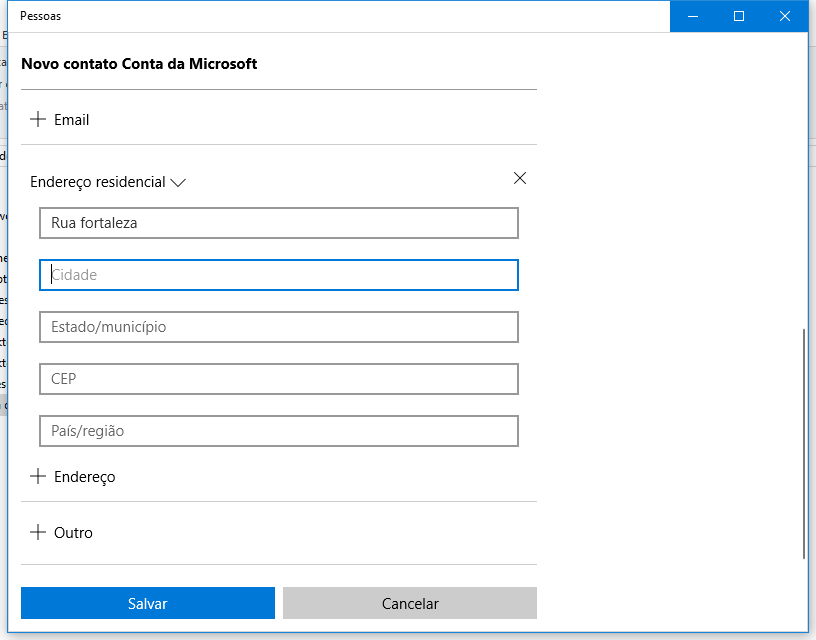 Pessoas
Novo contato Conta da Microsoft
Email
Endereço residencial
Rua fortaleza
Cidade
Estado/município
CEP
País/região
Endereço
Outro
Salvar
Cancelar